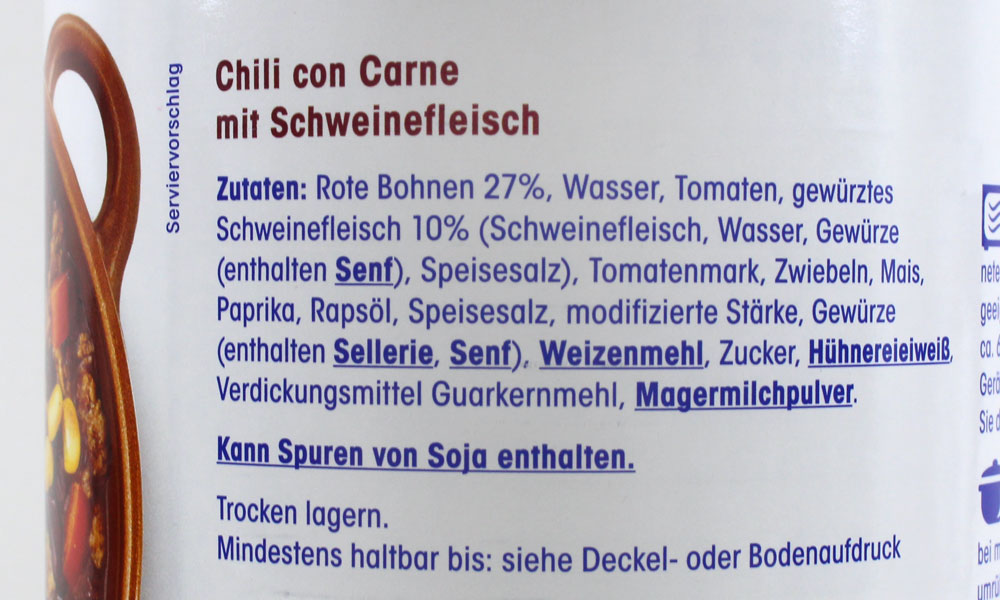 Serviervorschlag
Chili con Carne
mit Schweinefleisch
Zutaten: Rote Bohnen 27%, Wasser, Tomaten, gewürztes
Schweinefleisch 10% (Schweinefleisch, Wasser, Gewürze
(enthalten Senf), Speisesalz), Tomatenmark, Zwiebeln, Mais,
Paprika, Rapsöl, Speisesalz, modifizierte Stärke, Gewürze
(enthalten Sellerie, Senf), Weizenmehl, Zucker, Hühnereieiweiß,
Verdickungsmittel Guarkernmehl, Magermilchpulver.
Kann Spuren von Soja enthalten.
Trocken lagern.
Mindestens haltbar bis: siehe Deckel- oder Bodenaufdruck